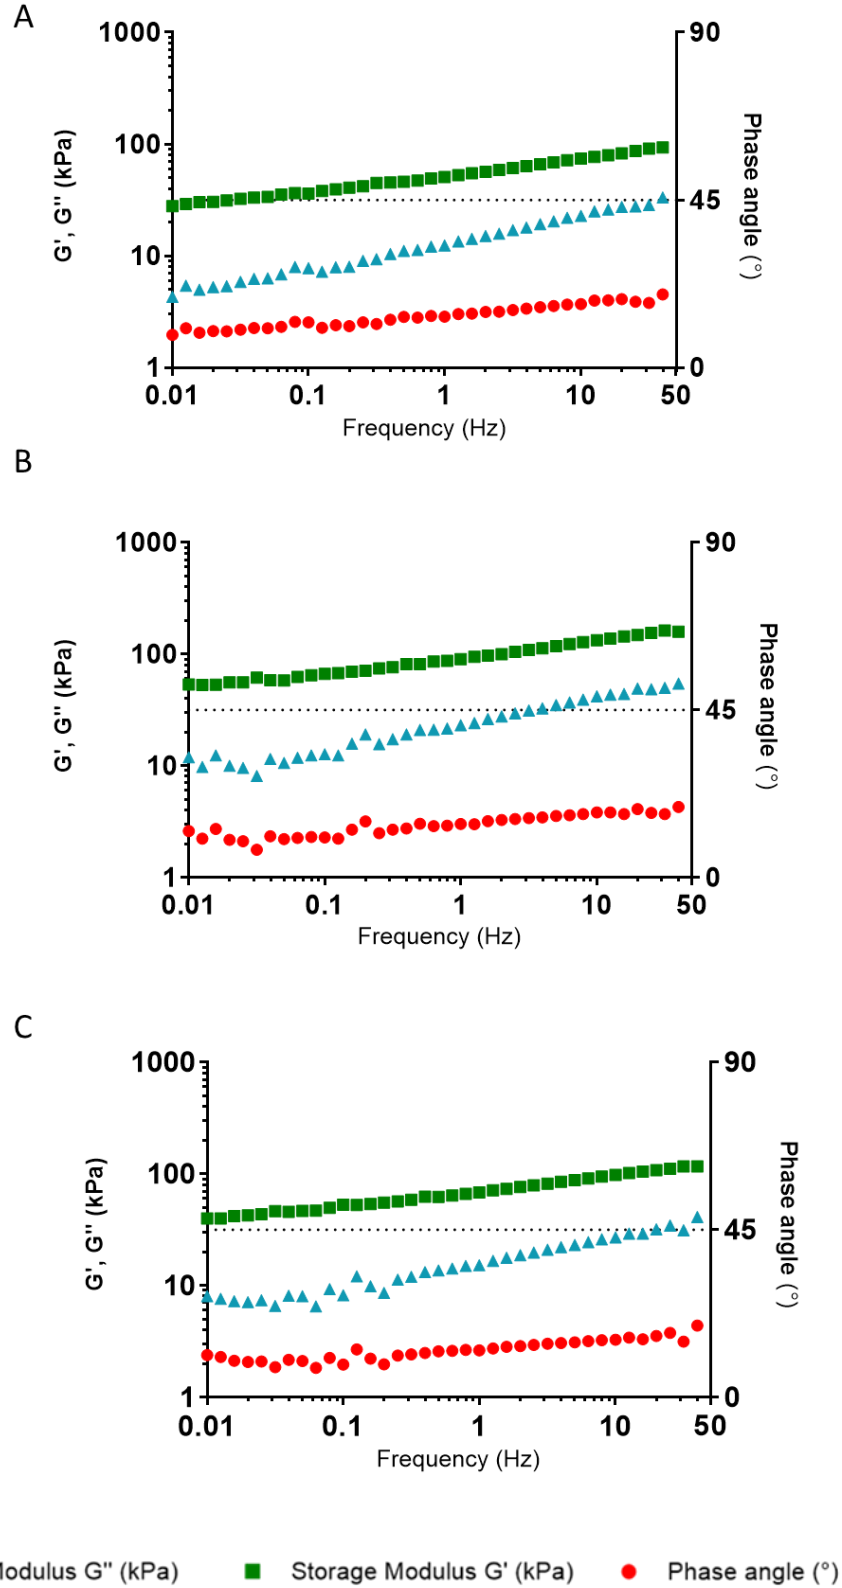 A
1000
90
100
G', G'' (kPa)
Phase angle (°)
45
10
1
0
0.01
0.1
1
10
50
Frequency (Hz)
B
1000
90
100
G', G'' (kPa)
Phase angle (°)
45
10
1
0
0.01
0.1
1
10
50
Frequency (Hz)
C
1000
90
100
G', G'' (kPa)
Phase angle (°)
45
10
1
0
0.01
0.1
1
10
50
Frequency (Hz)
Modulus G'' (kPa) Storage Modulus G' (kPa) Phase angle (°)